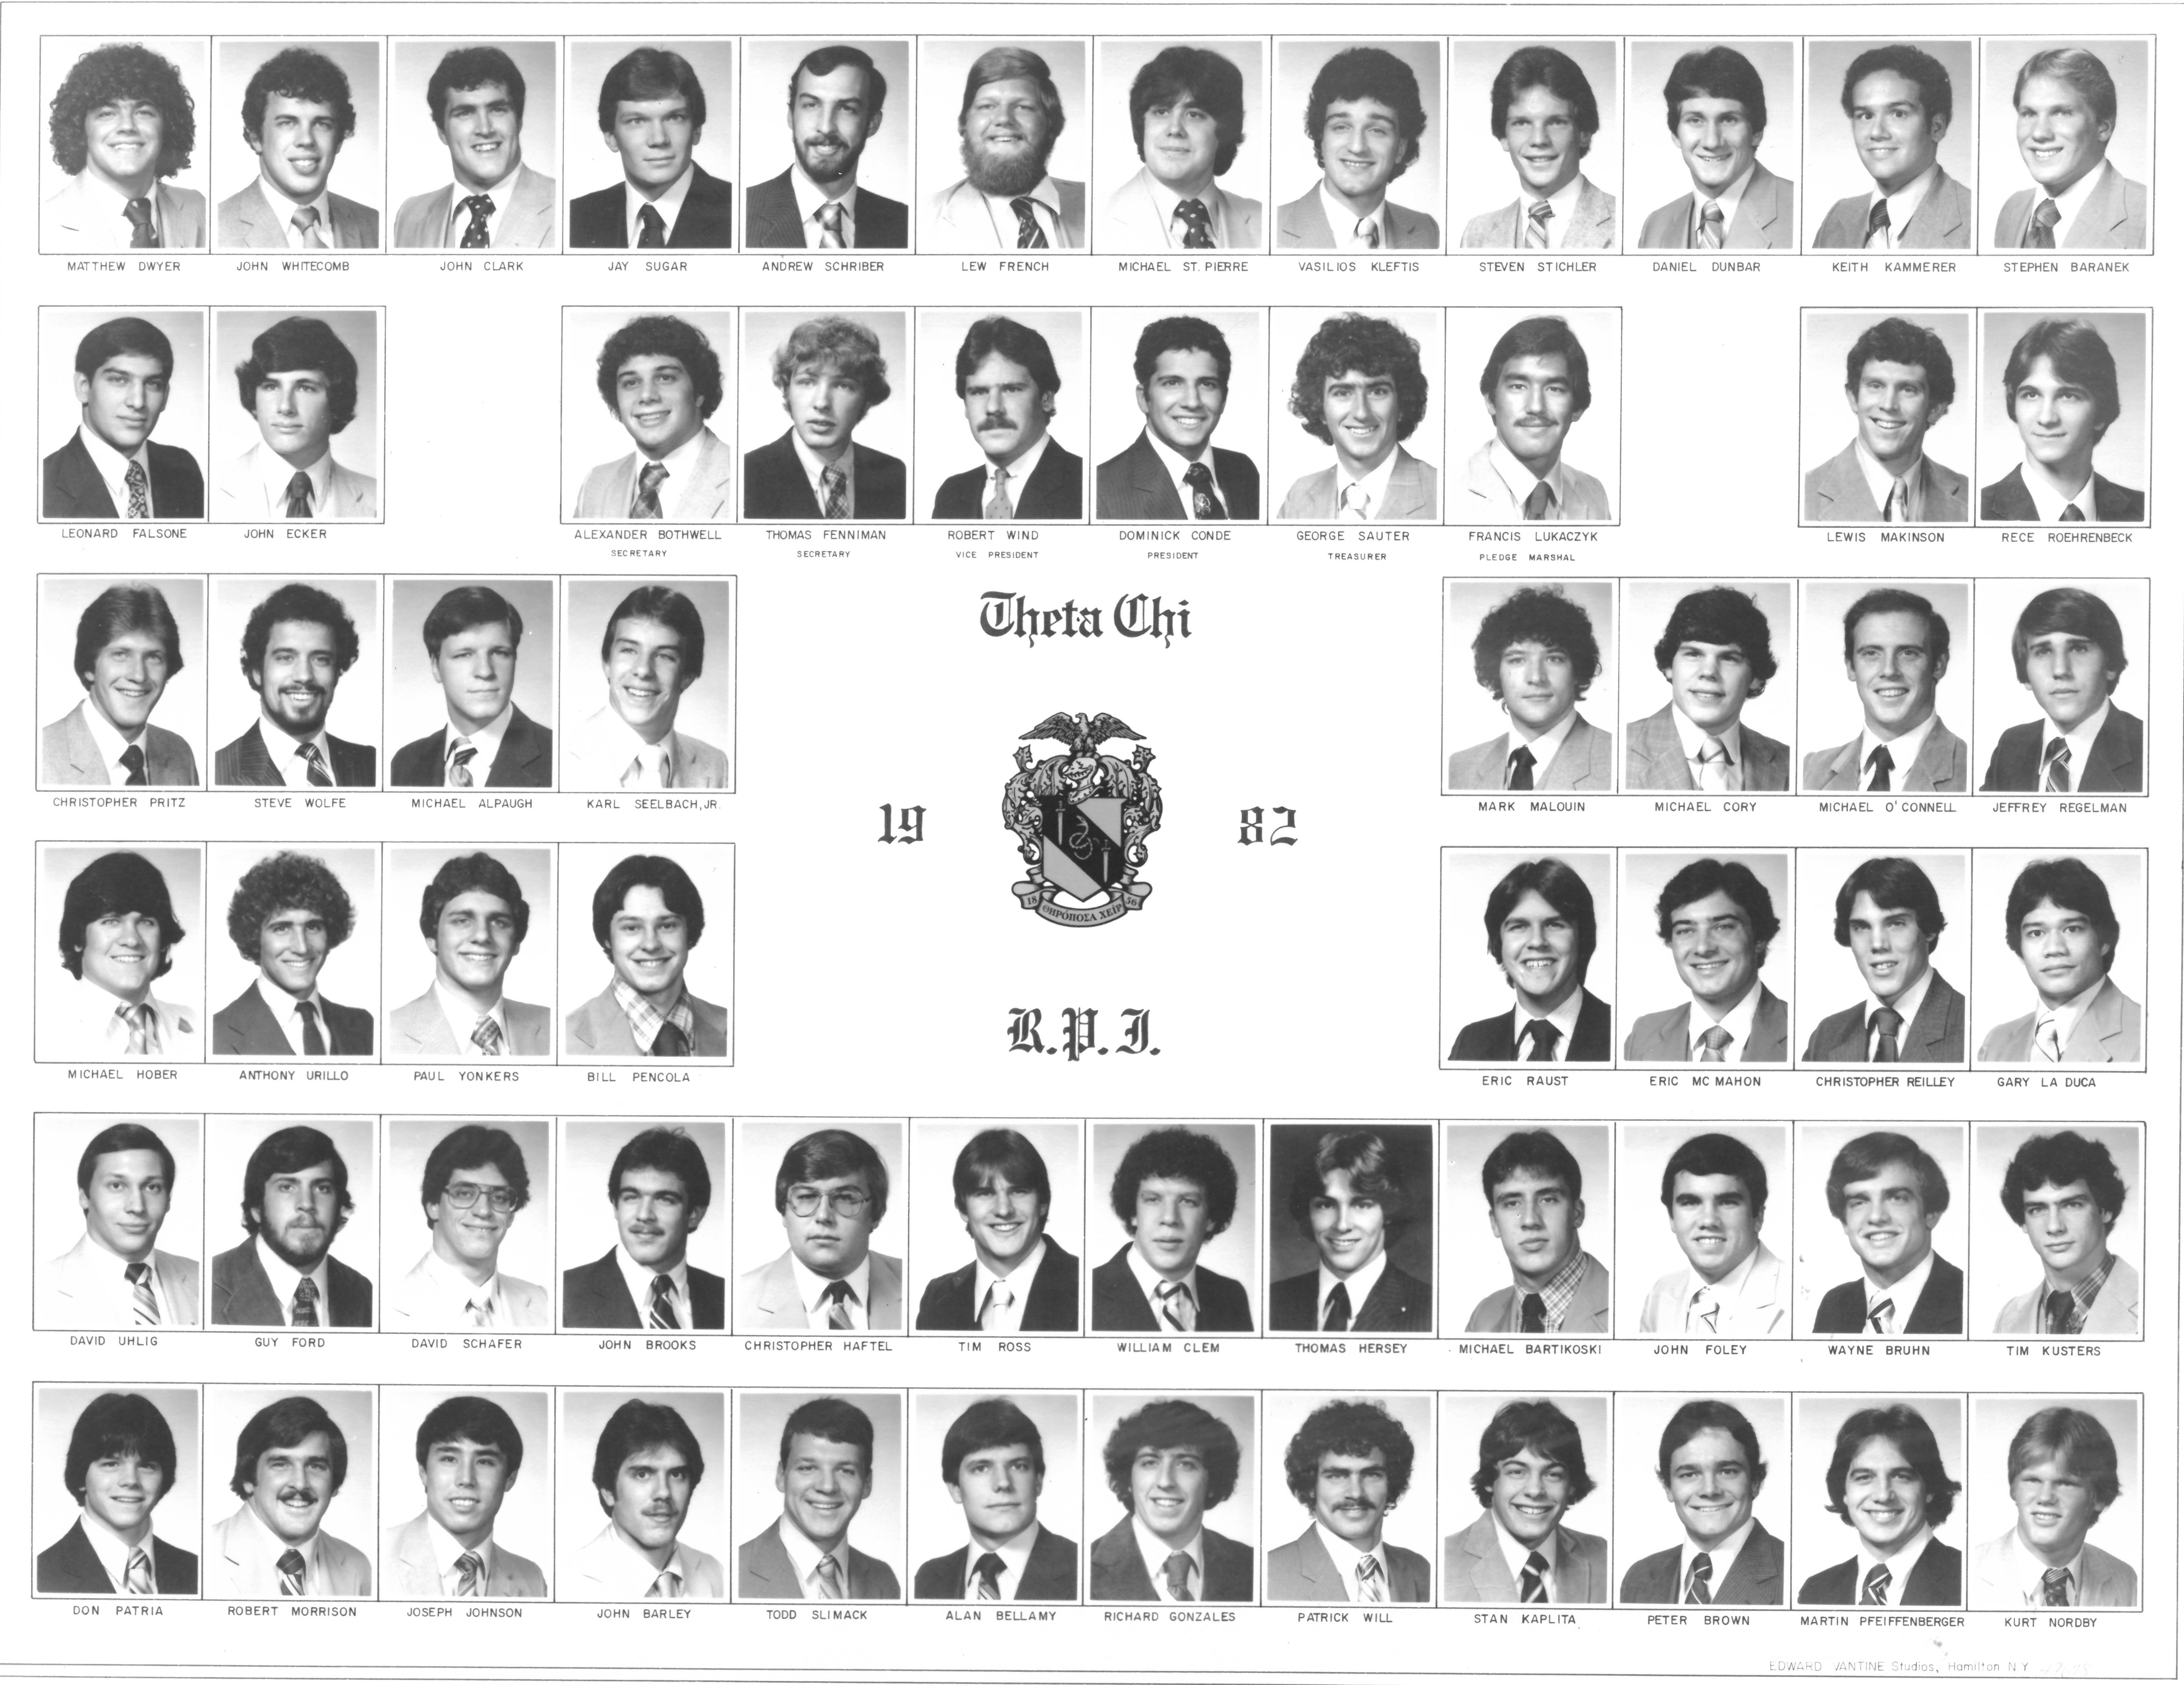 MATTHEW DWYER JOHN WHITECOMB JOHN CLARK JAY SUGAR ANDREW SCHRIBER LEW FRENCH MICHAEL ST. PIERRE VASILIOS KLEFTIS STEVEN STICHLER DANIEL DUNBAR KEITH KAMMERER STEPHEN BARANEK
LEONARD FALSONE JOHN ECKER ALEXANDER BOTHWELL THOMAS FENNIMAN ROBERT WIND DOMINICK CONDE GEORGE SAUTER FRANCIS LUKACZYK LEWIS MAKINSON RECE ROEHRENBECK
SECRETARY SECRETARY VICE PRESIDENT PRESIDENT TREASURER PLEDGE MARSHAL
Theta Chi
CHRISTOPHER PRITZ STEVE WOLFE MICHAEL ALPAUGH KARL SEELBACH, JR. MARK MALOUIN MICHAEL CORY MICHAEL O'CONNELL JEFFREY REGELMAN
19 82
18 ΘΗΡΟΠΟΣΑ ΧΕΙΡ 56
R.P.I.
MICHAEL HOBER ANTHONY URILLO PAUL YONKERS BILL PENCOLA ERIC RAUST ERIC MC MAHON CHRISTOPHER REILLEY GARY LA DUCA
DAVID UHLIG GUY FORD DAVID SCHAFER JOHN BROOKS CHRISTOPHER HAFTEL TIM ROSS WILLIAM CLEM THOMAS HERSEY MICHAEL BARTIKOSKI JOHN FOLEY WAYNE BRUHN TIM KUSTERS
DON PATRIA ROBERT MORRISON JOSEPH JOHNSON JOHN BARLEY TODD SLIMACK ALAN BELLAMY RICHARD GONZALES PATRICK WILL STAN KAPLITA PETER BROWN MARTIN PFEIFFENBERGER KURT NORDBY
EDWARD VANTINE Studios, Hamilton N.Y.